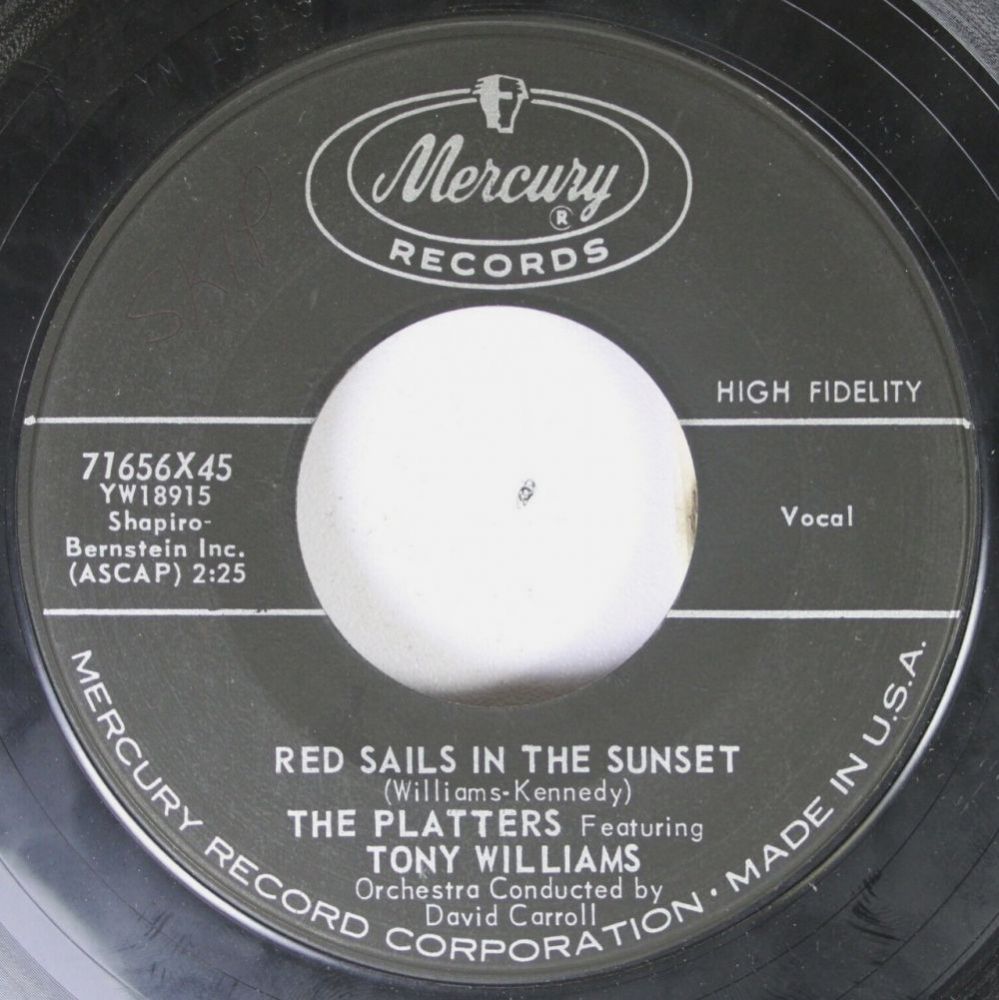 SKIP
Mercury
®
RECORDS
HIGH FIDELITY
71656X45
YW18915
Shapiro-
Bernstein Inc.
(ASCAP) 2:25
Vocal
RED SAILS IN THE SUNSET
(Williams-Kennedy)
THE PLATTERS Featuring
TONY WILLIAMS
Orchestra Conducted by
David Carroll
MERCURY RECORD CORPORATION • MADE IN U.S.A.